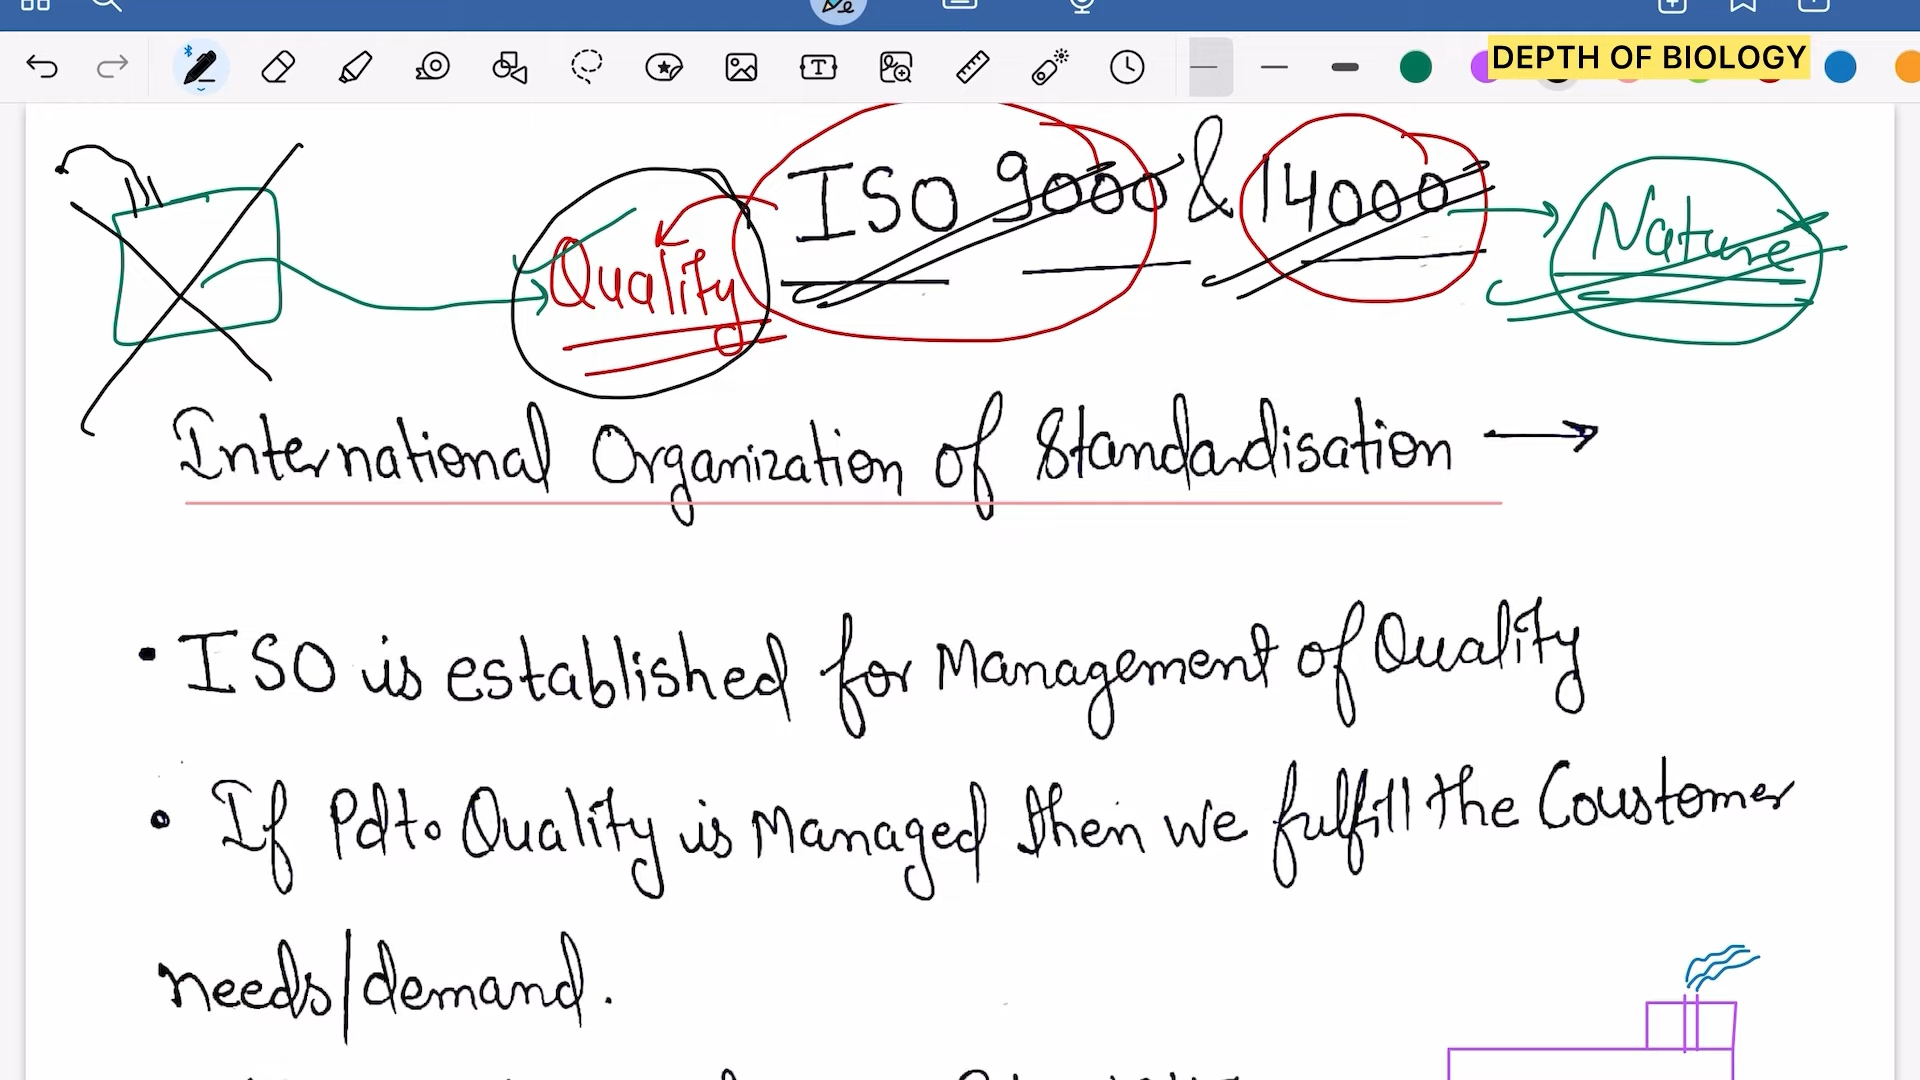 DEPTH OF BIOLOGY
Quality ISO 9000 & 14000 Nature
International Organization of Standardisation →
• ISO is established for Management of Quality
• If Pdt. Quality is Managed then we fulfill the Coustomer
needs/demand.